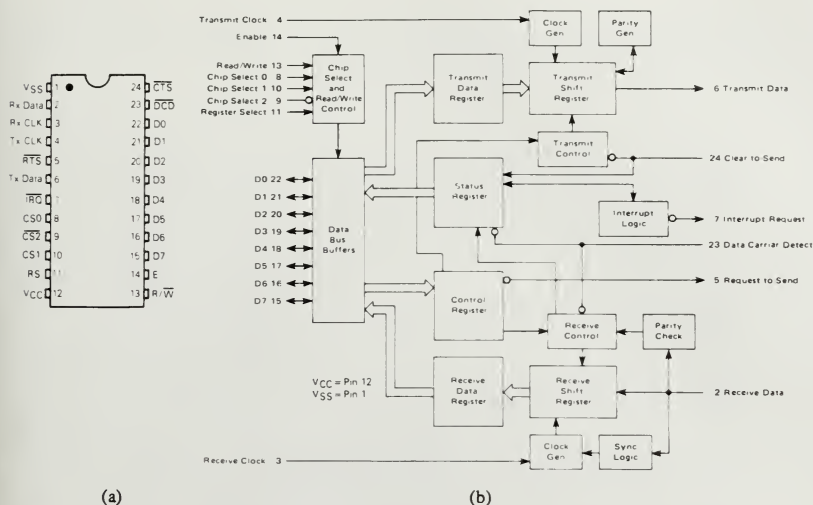 VSS 1
Rx Data 2
Rx CLK 3
Tx CLK 4
RTS 5
Tx Data 6
IRQ 7
CS0 8
CS2 9
CS1 10
RS 11
VCC 12
24 CTS
23 DCD
22 D0
21 D1
20 D2
19 D3
18 D4
17 D5
16 D6
15 D7
14 E
13 R/W
(a)
Transmit Clock 4
Enable 14
Read/Write 13
Chip Select 0 8
Chip Select 1 10
Chip Salect 2 9
Register Select 11
Chip
Select
and
Read/Write
Control
Clock
Gen
Parity
Gen
Transmit
Data
Register
Transmit
Shift
Register
6 Transmit Data
Transmit
Control
24 Clear to Send
D0 22
D1 21
D2 20
D3 19
D4 18
D5 17
D6 16
D7 15
Data
Bus
Buffers
Status
Register
Interrupt
Logic
7 Interrupt Request
23 Data Carriar Detect
5 Request to Send
Control
Register
Receive
Control
Parity
Check
VCC = Pin 12
VSS = Pin 1
Receive
Data
Register
Receive
Shift
Register
2 Receive Data
Receive Clock 3
Clock
Gen
Sync
Logic
(b)